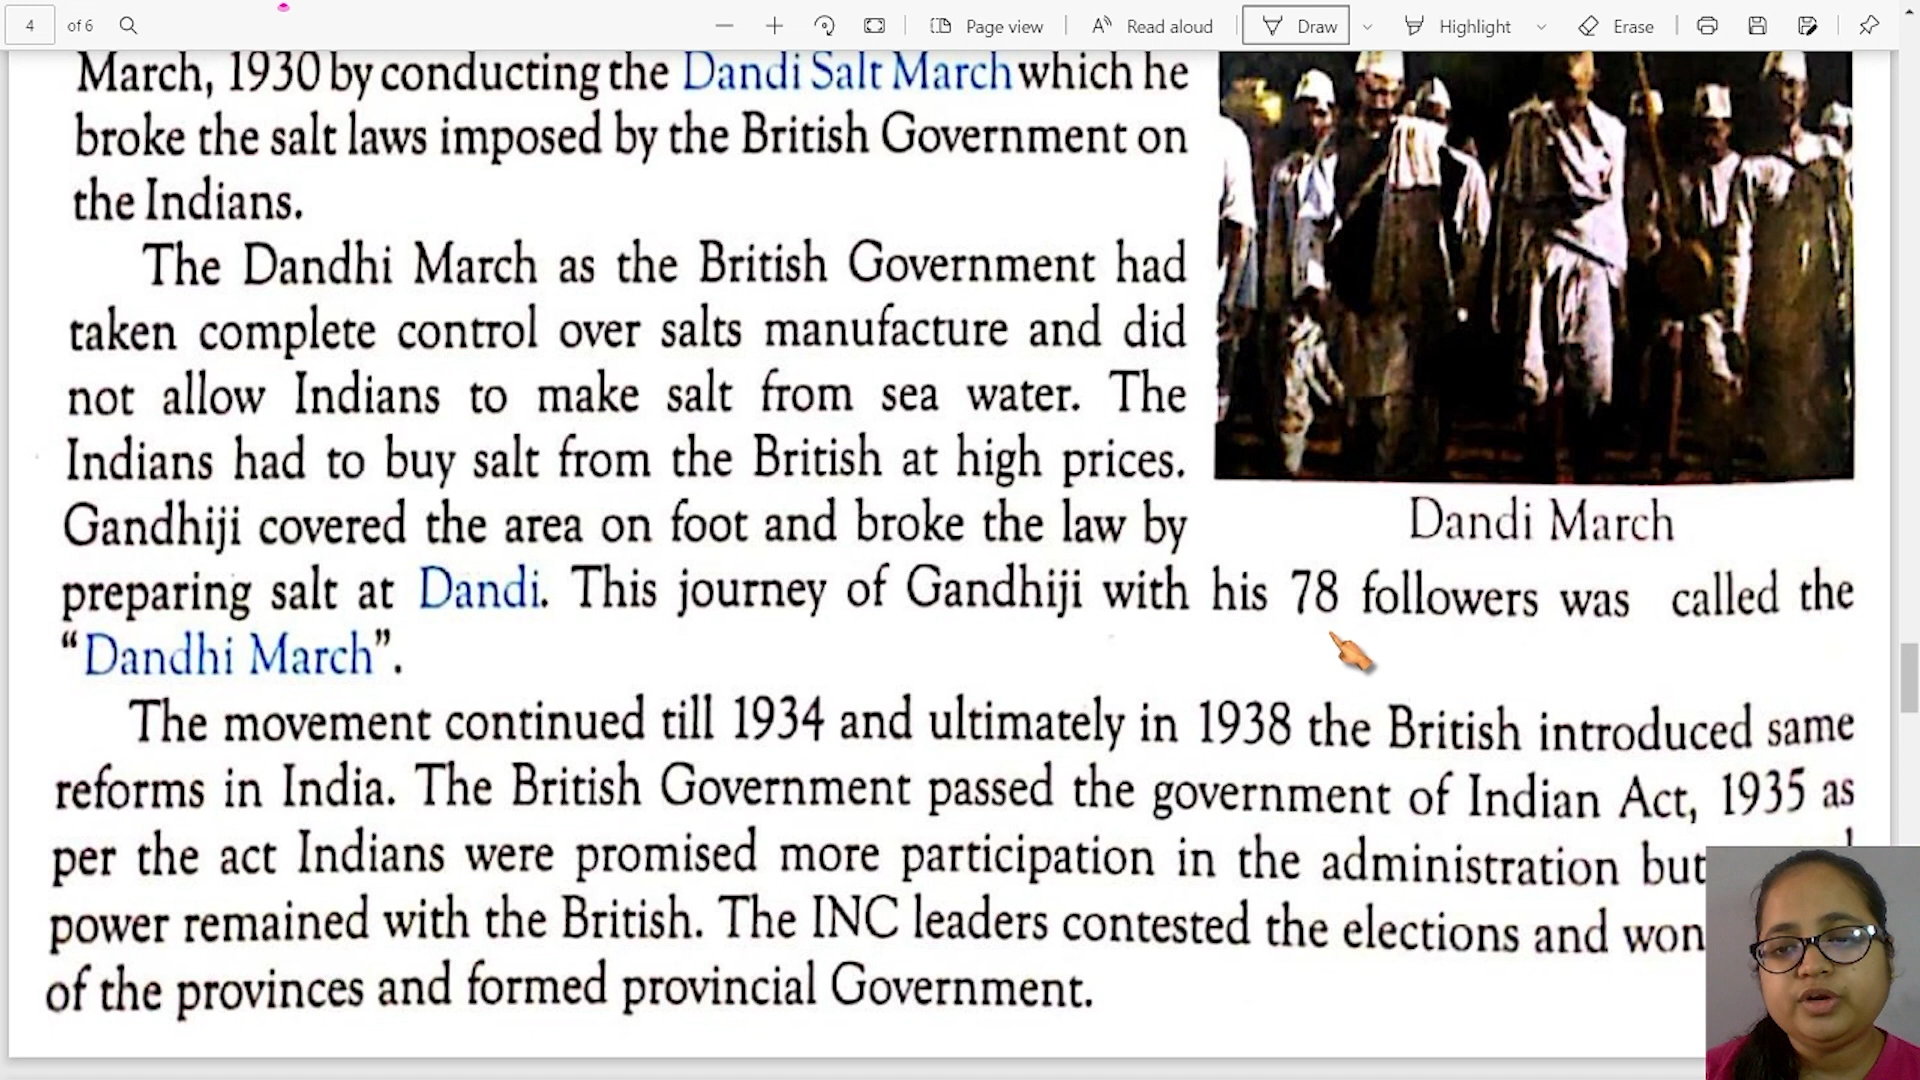 4 of 6 Page view Read aloud Draw Highlight Erase
March, 1930 by conducting the Dandi Salt March which he
broke the salt laws imposed by the British Government on
the Indians.
The Dandhi March as the British Government had
taken complete control over salts manufacture and did
not allow Indians to make salt from sea water. The
Indians had to buy salt from the British at high prices.
Gandhiji covered the area on foot and broke the law by
Dandi March
preparing salt at Dandi. This journey of Gandhiji with his 78 followers was called the
“Dandhi March”.
The movement continued till 1934 and ultimately in 1938 the British introduced same
reforms in India. The British Government passed the government of Indian Act, 1935 as
per the act Indians were promised more participation in the administration but
power remained with the British. The INC leaders contested the elections and won
of the provinces and formed provincial Government.